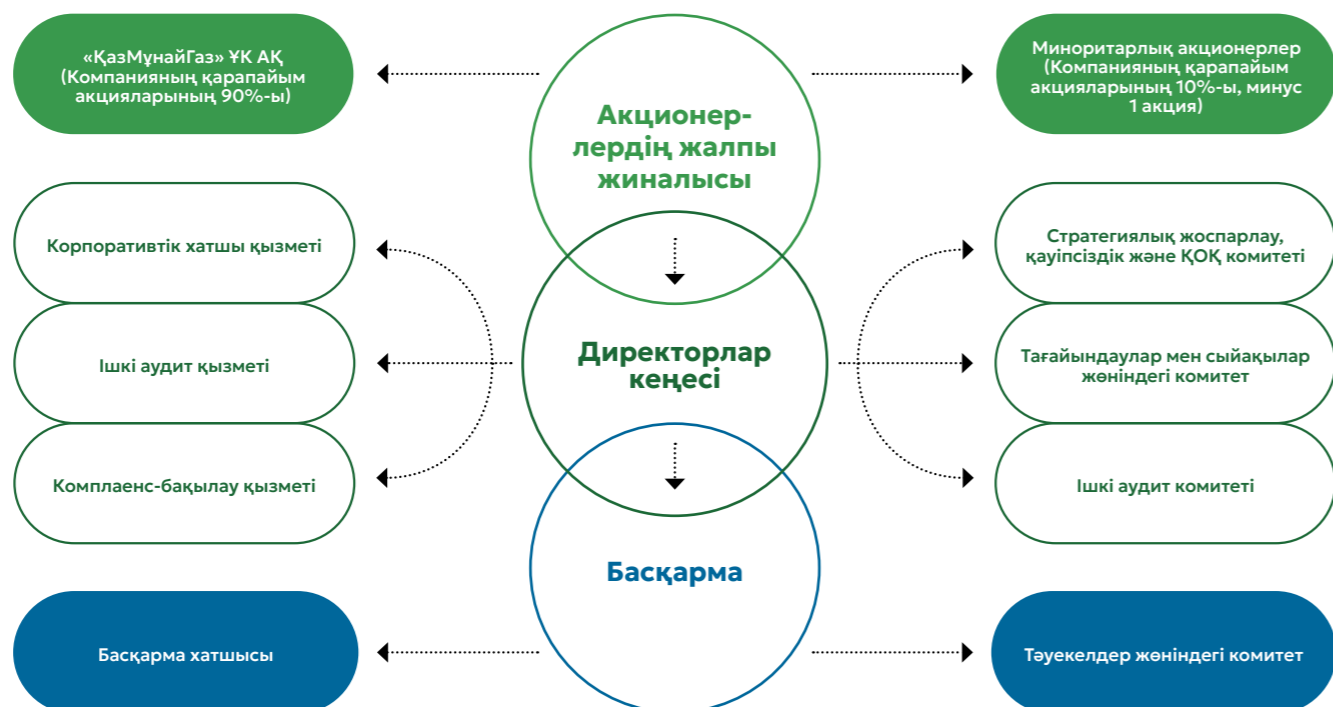 «ҚазМұнайГаз» ҰК АҚ
(Компанияның қарапайым
акцияларының 90%-ы)
Акционер-
лердің жалпы
жиналысы
Миноритарлық акционерлер
(Компанияның қарапайым
акцияларының 10%-ы, минус
1 акция)
Корпоративтік хатшы қызметі
Ішкі аудит қызметі
Комплаенс-бақылау қызметі
Директорлар
кеңесі
Стратегиялық жоспарлау,
қауіпсіздік және ҚОҚ комитеті
Тағайындаулар мен сыйақылар
жөніндегі комитет
Ішкі аудит комитеті
Басқарма
Басқарма хатшысы
Тәуекелдер жөніндегі комитет